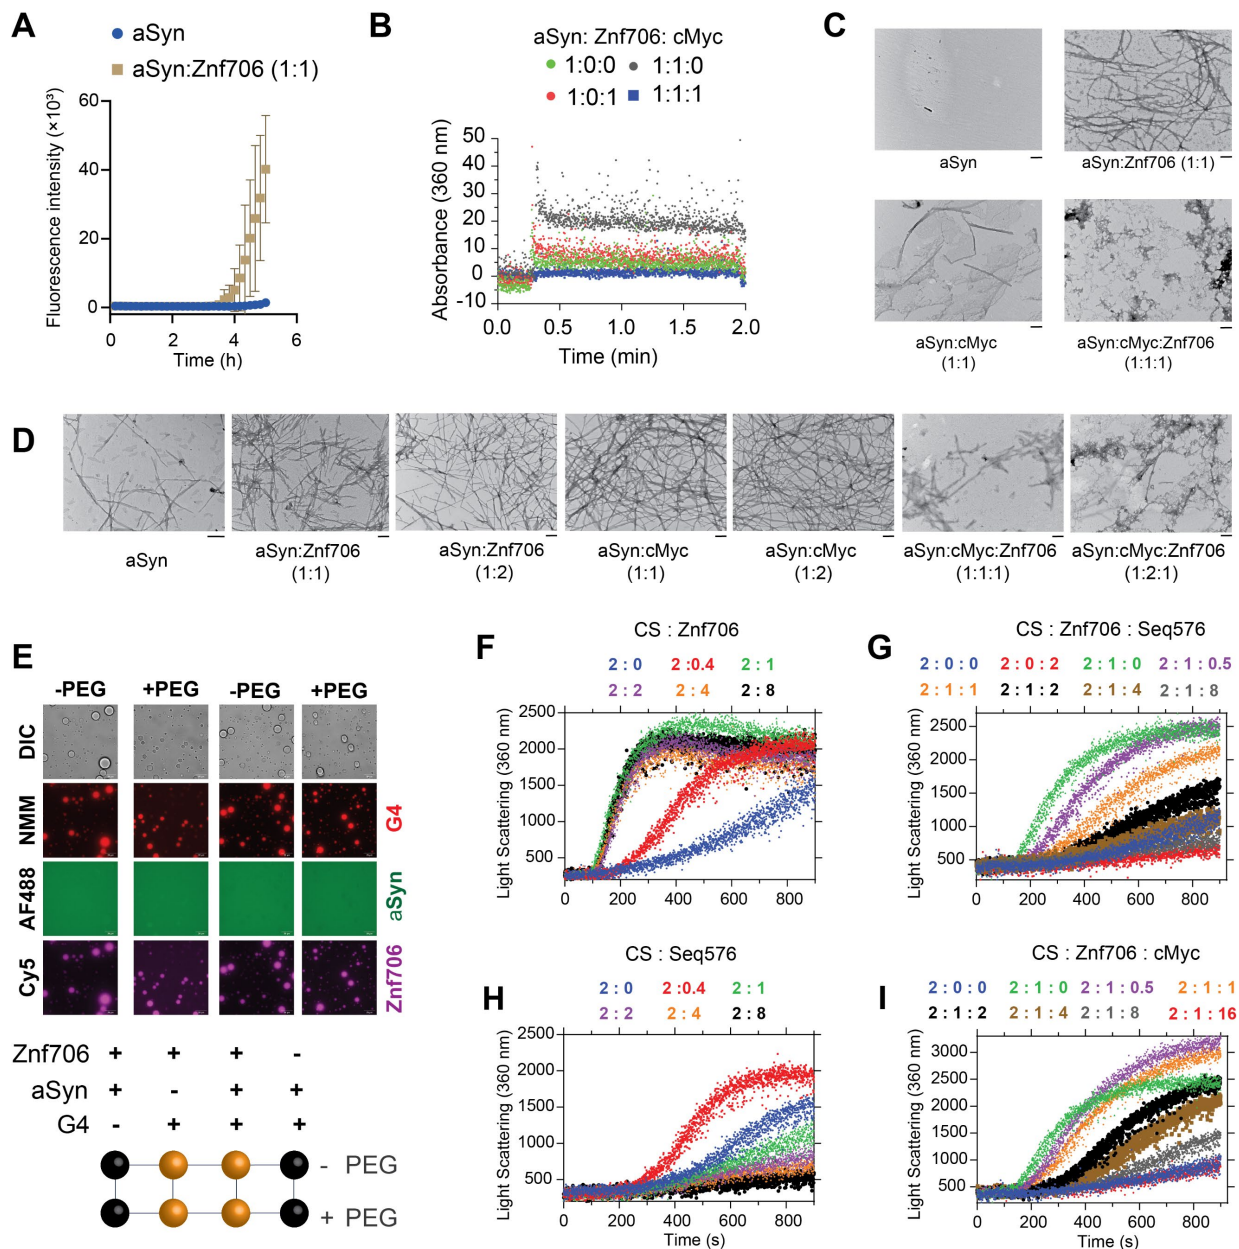 A
aSyn
aSyn:Znf706 (1:1)
Fluorescence intensity (×10³)
60
40
20
0
0 2 4 6
Time (h)
B
aSyn: Znf706: cMyc
1:0:0 1:1:0
1:0:1 1:1:1
Absorbance (360 nm)
50
40
30
20
10
0
-10
0.0 0.5 1.0 1.5 2.0
Time (min)
C
aSyn
aSyn:Znf706 (1:1)
aSyn:cMyc
(1:1)
aSyn:cMyc:Znf706
(1:1:1)
D
aSyn
aSyn:Znf706
(1:1)
aSyn:Znf706
(1:2)
aSyn:cMyc
(1:1)
aSyn:cMyc
(1:2)
aSyn:cMyc:Znf706
(1:1:1)
aSyn:cMyc:Znf706
(1:2:1)
E
-PEG +PEG -PEG +PEG
DIC
NMM
G4
AF488
aSyn
Cy5
Znf706
Znf706 + + + -
aSyn + - + +
G4 - + + +
- PEG
+ PEG
F
CS : Znf706
2 : 0 2 :0.4 2 : 1
2 : 2 2 : 4 2 : 8
Light Scattering (360 nm)
2500
2000
1500
1000
500
0 200 400 600 800
G
CS : Znf706 : Seq576
2 : 0 : 0 2 : 0 : 2 2 : 1 : 0 2 : 1 : 0.5
2 : 1 : 1 2 : 1 : 2 2 : 1 : 4 2 : 1 : 8
Light Scattering (360 nm)
2500
2000
1500
1000
500
0 200 400 600 800
H
CS : Seq576
2 : 0 2 :0.4 2 : 1
2 : 2 2 : 4 2 : 8
Light Scattering (360 nm)
2500
2000
1500
1000
500
0 200 400 600 800
Time (s)
I
CS : Znf706 : cMyc
2 : 0 : 0 2 : 1 : 0 2 : 1 : 0.5 2 : 1 : 1
2 : 1 : 2 2 : 1 : 4 2 : 1 : 8 2 : 1 : 16
Light Scattering (360 nm)
3000
2500
2000
1500
1000
500
0 200 400 600 800
Time (s)